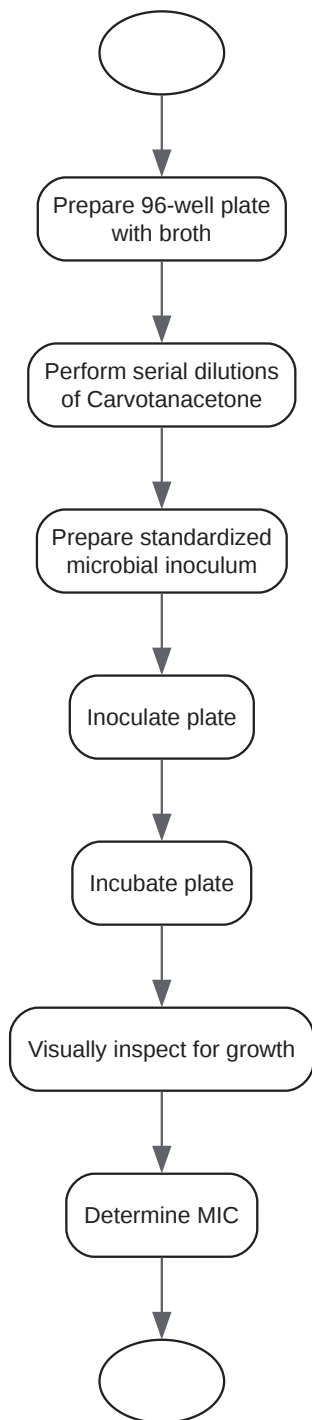 Prepare 96-well plate
with broth
Perform serial dilutions
of Carvotanacetone
Prepare standardized
microbial inoculum
Inoculate plate
Incubate plate
Visually inspect for growth
Determine MIC